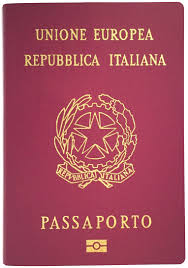 UNIONE EUROPEA
REPUBBLICA ITALIANA
REPUBBLICA ITALIANA
PASSAPORTO